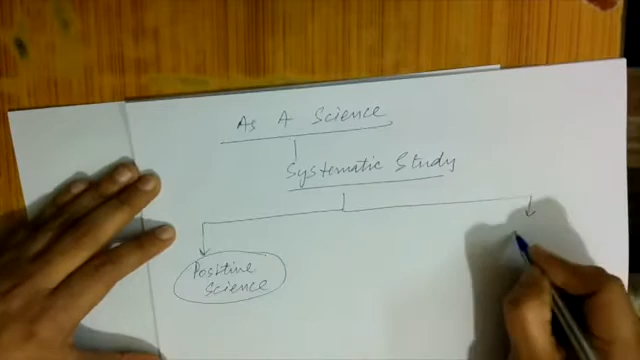 As A Science
Systematic Study
Positive
Science